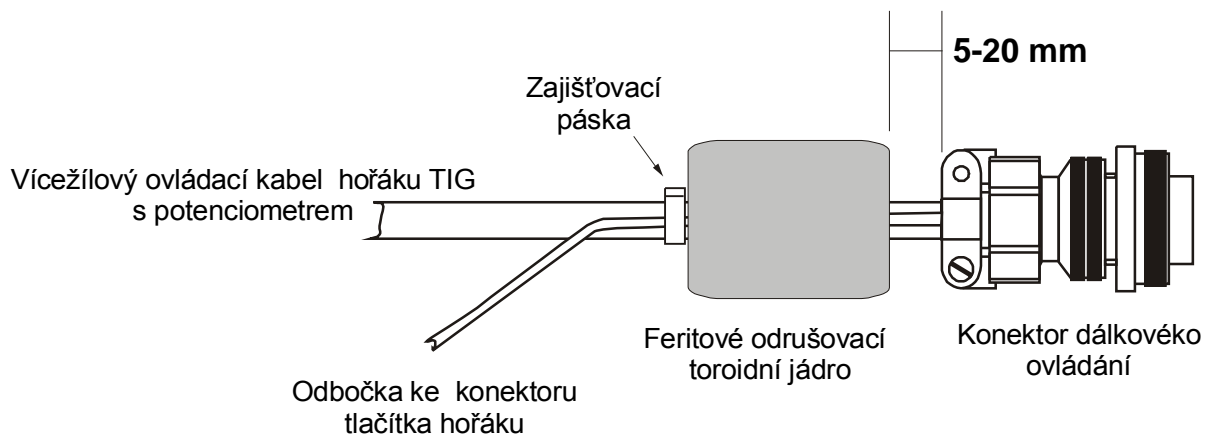 5-20 mm
Zajišťovací
páska
Vícežílový ovládací kabel hořáku TIG
s potenciometrem
Feritové odrušovací
toroidní jádro
Konektor dálkovéko
ovládání
Odbočka ke konektoru
tlačítka hořáku